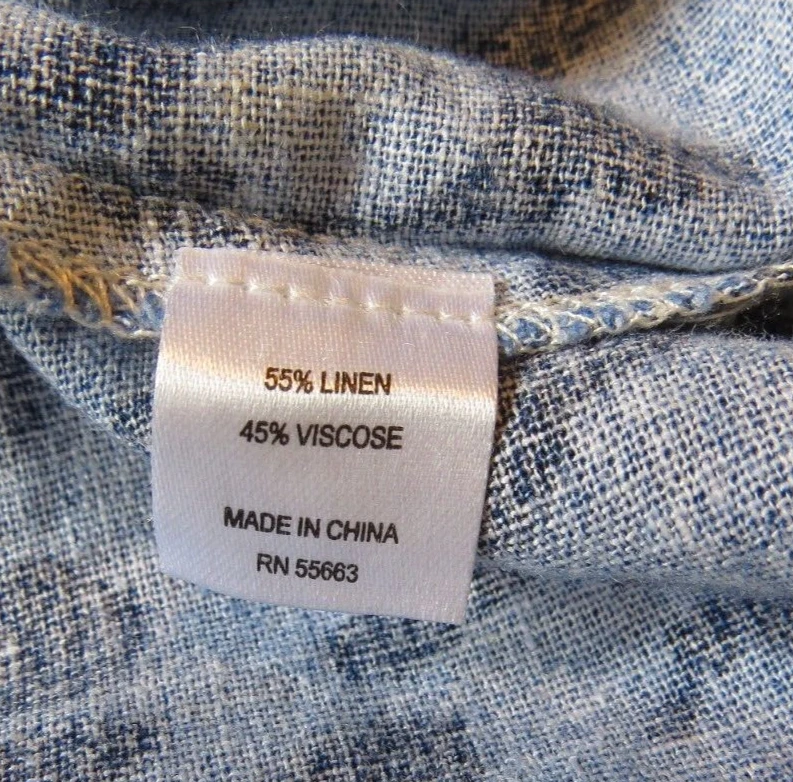 55% LINEN
45% VISCOSE
MADE IN CHINA
RN 55663